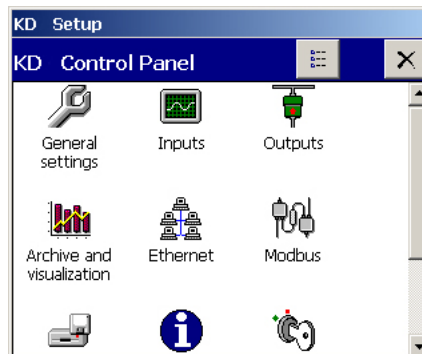 KD Setup
KD Control Panel
General
settings
Inputs
Outputs
Archive and
visualization
Ethernet
Modbus